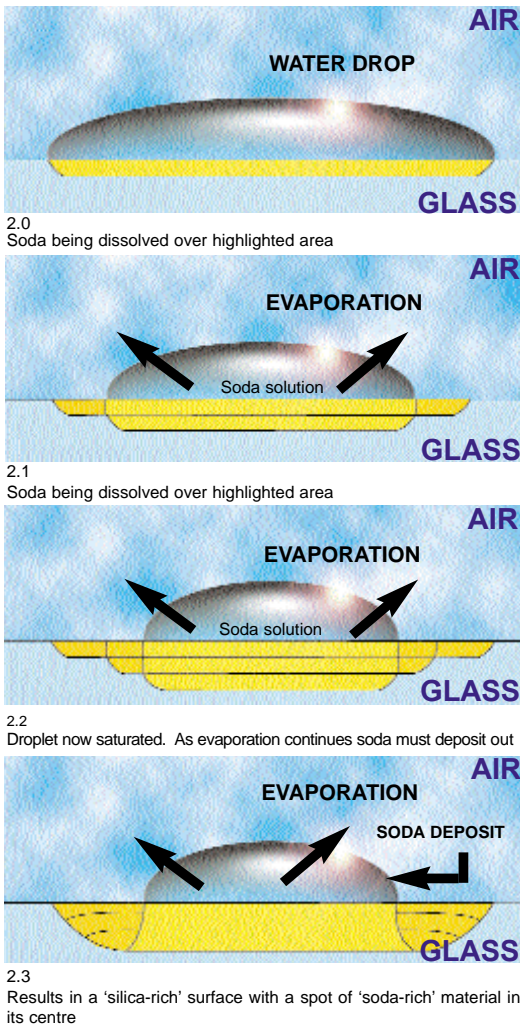 AIR
WATER DROP
GLASS
2.0
Soda being dissolved over highlighted area
AIR
EVAPORATION
Soda solution
GLASS
2.1
Soda being dissolved over highlighted area
AIR
EVAPORATION
Soda solution
GLASS
2.2
Droplet now saturated. As evaporation continues soda must deposit out
AIR
EVAPORATION
SODA DEPOSIT
GLASS
2.3
Results in a ‘silica-rich’ surface with a spot of ‘soda-rich’ material in
its centre